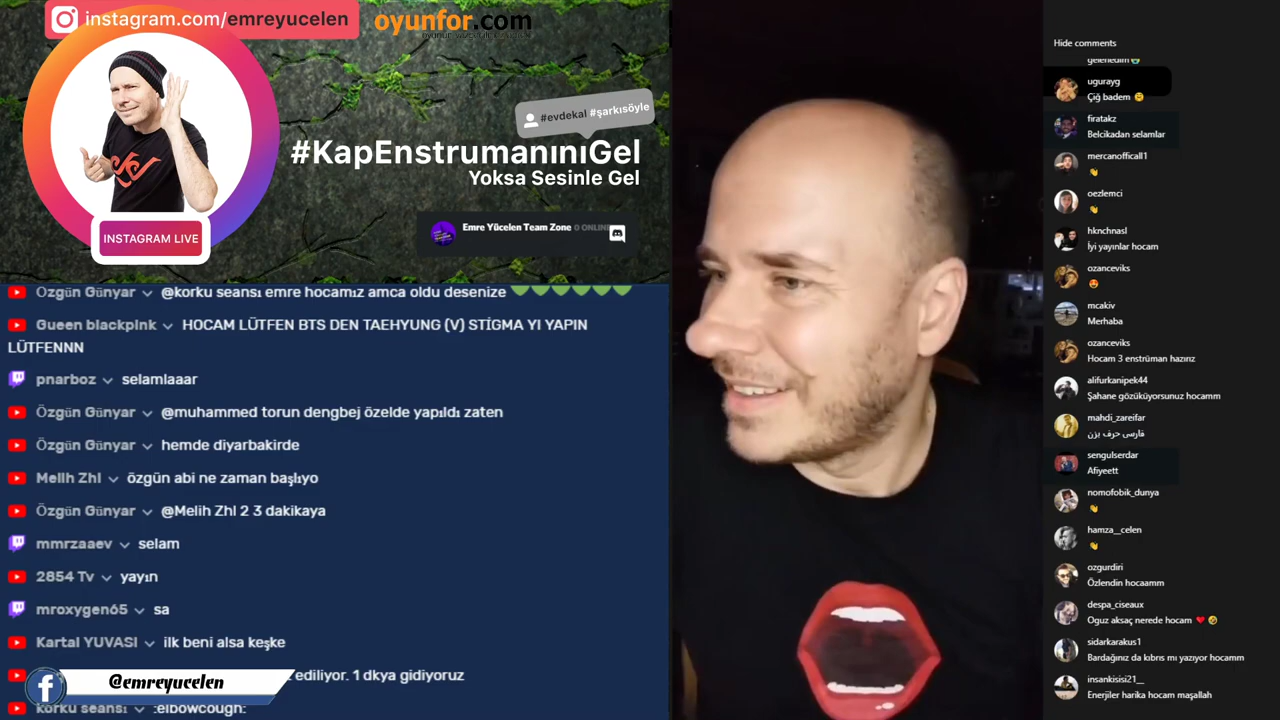 instagram.com/emreyucelen
oyunfor.com
#evdekal #şarkısöyle
#KapEnstrumanınıGel
Yoksa Sesinle Gel
INSTAGRAM LIVE
Emre Yücelen Team Zone 0 ONLINE
Özgün Günyar @korku seansı emre hocamız amca oldu desenize
Gueen blackpink HOCAM LÜTFEN BTS DEN TAEHYUNG (V) STİGMA YI YAPIN
LÜTFENNN
pnarboz selamlaaar
Özgün Günyar @muhammed torun dengbej özelde yapıldı zaten
Özgün Günyar hemde diyarbakirde
Melih Zhl özgün abi ne zaman başlıyo
Özgün Günyar @Melih Zhl 2 3 dakikaya
mmrzaaev selam
2854 Tv yayın
mroxygen65 sa
Kartal YUVASI ilk beni alsa keşke
ediliyor. 1 dkya gidiyoruz
@emreyucelen
korku seansı :elbowcough:
Hide comments
gelenedim
ugurayg
Çiğ badem 😕
firatakz
Belcikadan selamlar
mercanofficall1
👏
oezlemci
👏
hknchnasl
İyi yayınlar hocam
ozanceviks
😍
mcakiv
Merhaba
ozanceviks
Hocam 3 enstrüman hazırız
alifurkanipek44
Şahane gözüküyorsunuz hocamm
mahdi_zareifar
فارسی حرف بزن
sengulserdar
Afiyeett
nomofobik_dunya
👏
hamza__celen
👏
ozgurdiri
Özlendin hocaamm
despa_ciseaux
Oguz aksaç nerede hocam ❤️ 🤣
sidarkarakus1
Bardağınız da kıbrıs mı yazıyor hocamm
insankisisi21__
Enerjiler harika hocam maşallah